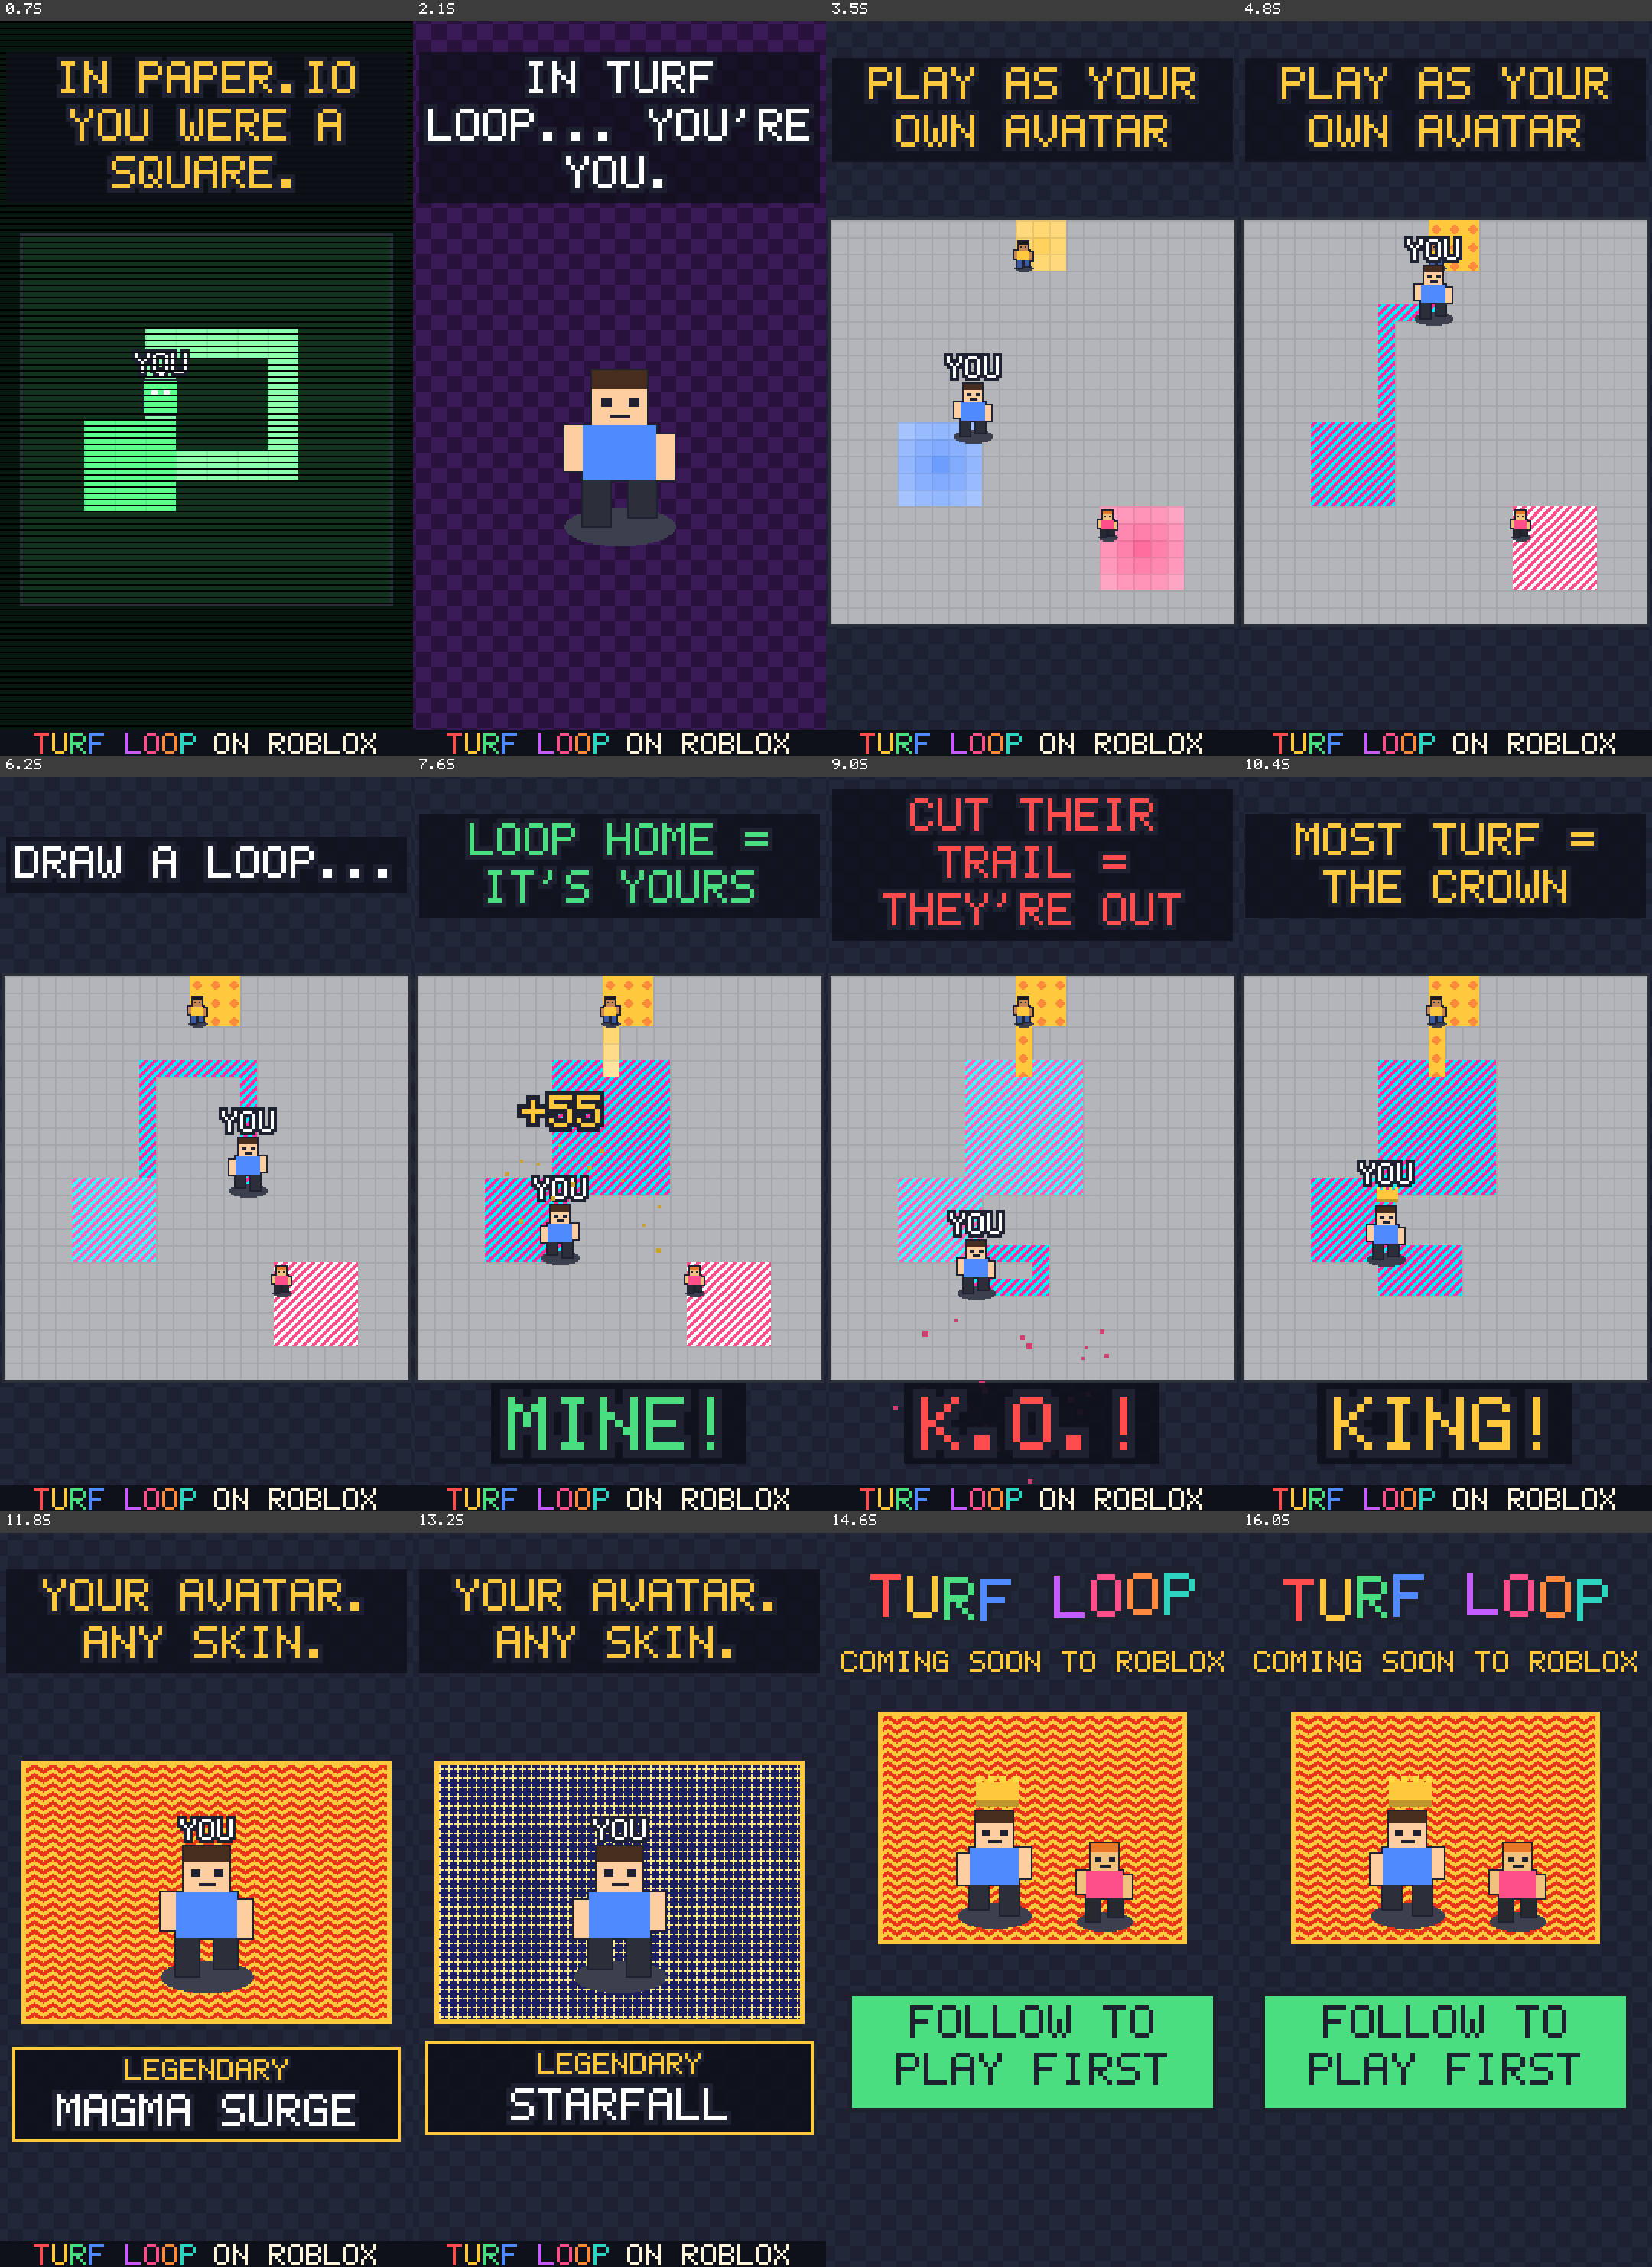 0.7S
IN PAPER.IO
YOU WERE A
SQUARE.
YOU
TURF LOOP ON ROBLOX
2.1S
IN TURF
LOOP... YOU'RE
YOU.
TURF LOOP ON ROBLOX
3.5S
PLAY AS YOUR
OWN AVATAR
YOU
TURF LOOP ON ROBLOX
4.8S
PLAY AS YOUR
OWN AVATAR
YOU
TURF LOOP ON ROBLOX
6.2S
DRAW A LOOP...
YOU
TURF LOOP ON ROBLOX
7.6S
LOOP HOME =
IT'S YOURS
+55
YOU
MINE!
TURF LOOP ON ROBLOX
9.0S
CUT THEIR
TRAIL =
THEY'RE OUT
YOU
K.O.!
TURF LOOP ON ROBLOX
10.4S
MOST TURF =
THE CROWN
YOU
KING!
TURF LOOP ON ROBLOX
11.8S
YOUR AVATAR.
ANY SKIN.
YOU
LEGENDARY
MAGMA SURGE
TURF LOOP ON ROBLOX
13.2S
YOUR AVATAR.
ANY SKIN.
YOU
LEGENDARY
STARFALL
TURF LOOP ON ROBLOX
14.6S
TURF LOOP
COMING SOON TO ROBLOX
FOLLOW TO
PLAY FIRST
16.0S
TURF LOOP
COMING SOON TO ROBLOX
FOLLOW TO
PLAY FIRST